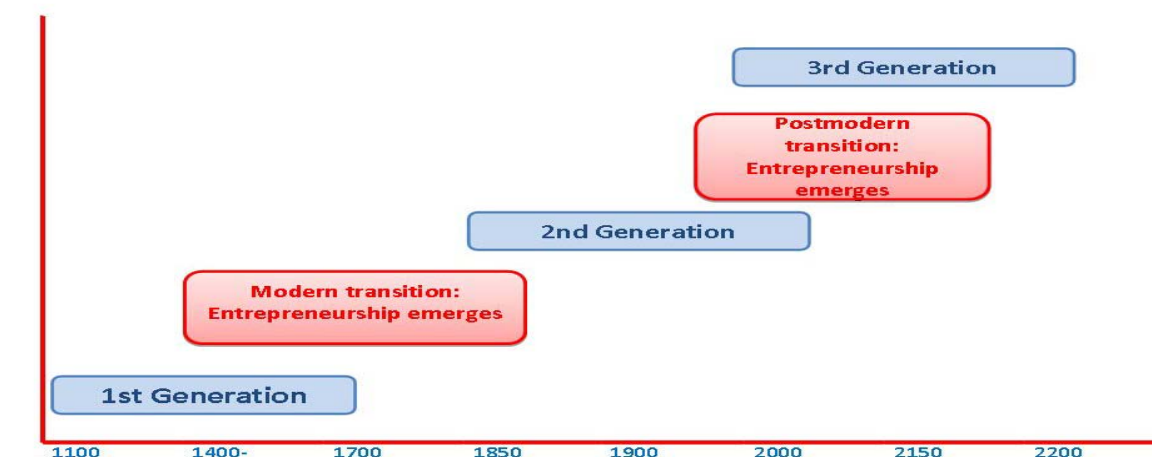 3rd Generation
Postmodern
transition:
Entrepreneurship
emerges
2nd Generation
Modern transition:
Entrepreneurship emerges
1st Generation
1100 1400- 1700 1850 1900 2000 2150 2200